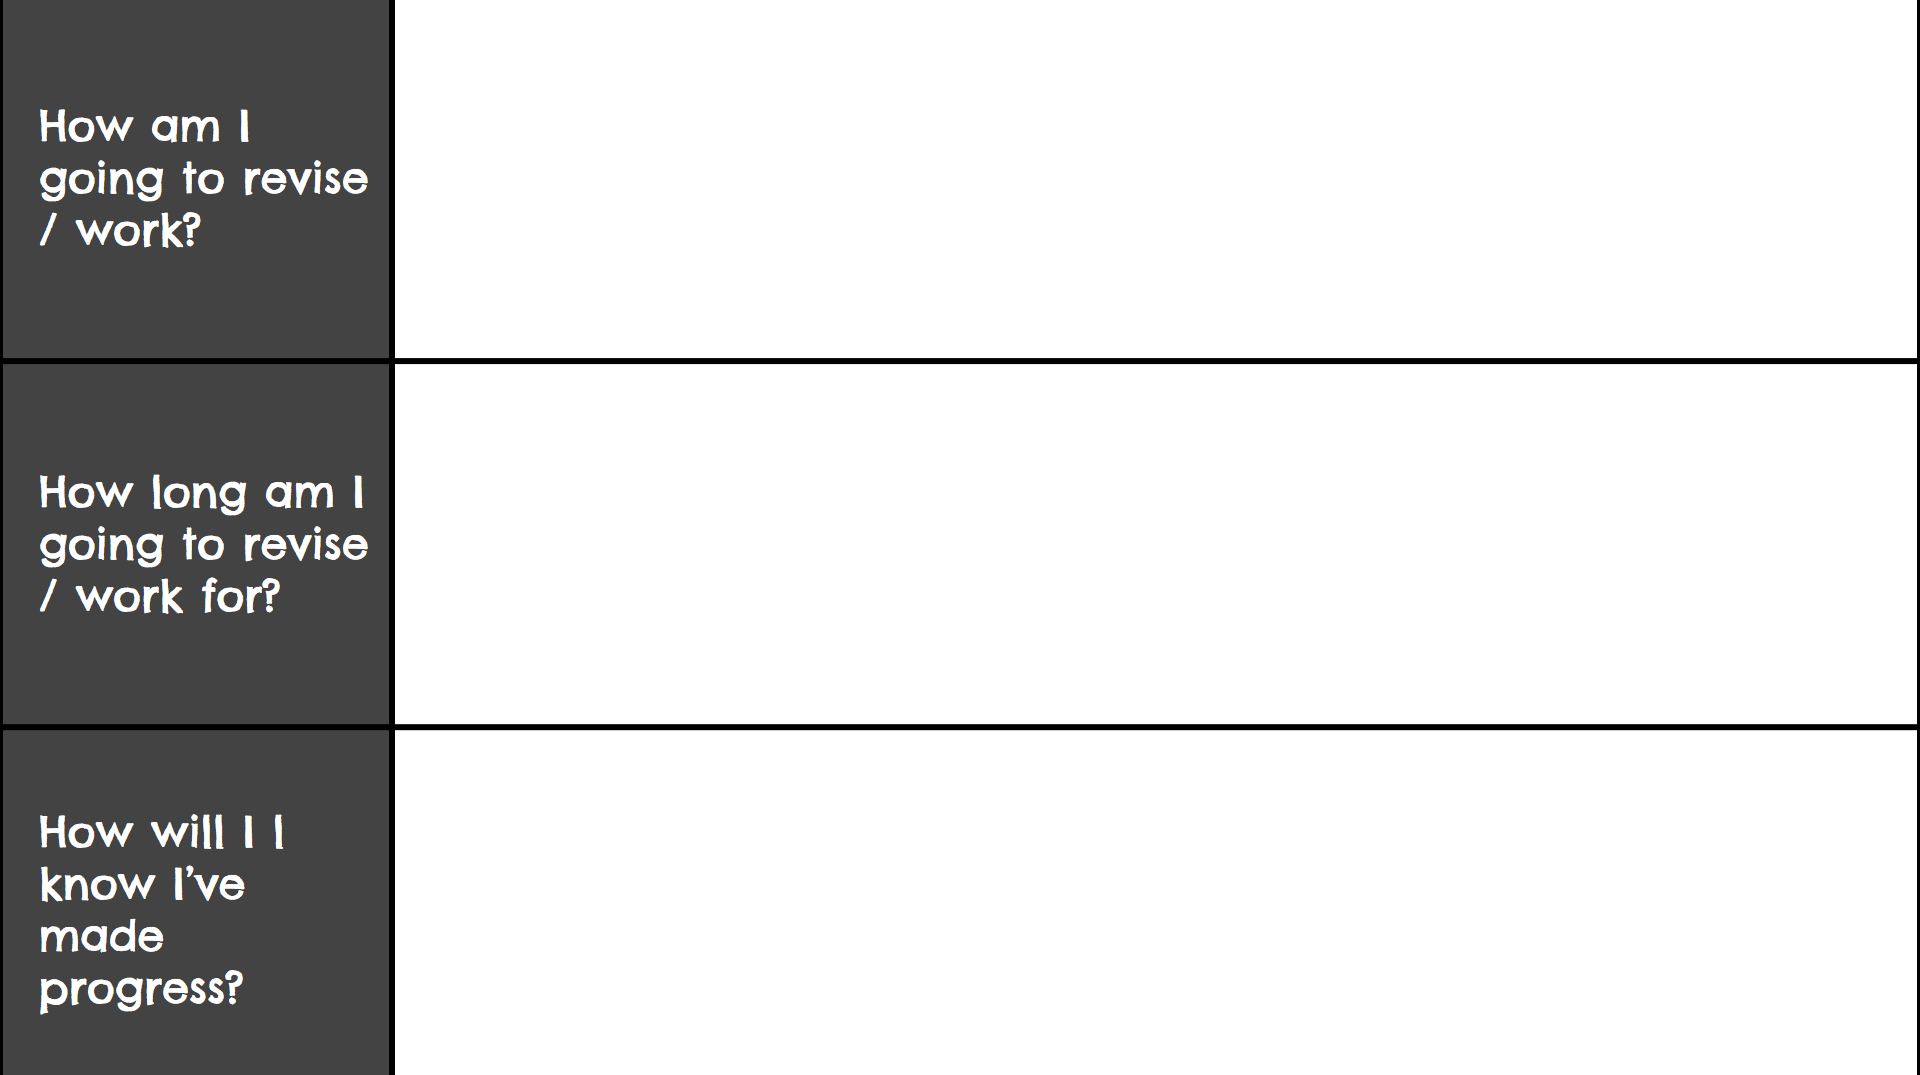 How am I
going to revise
/ work?
How long am I
going to revise
/ work for?
How will I I
know I’ve
made
progress?